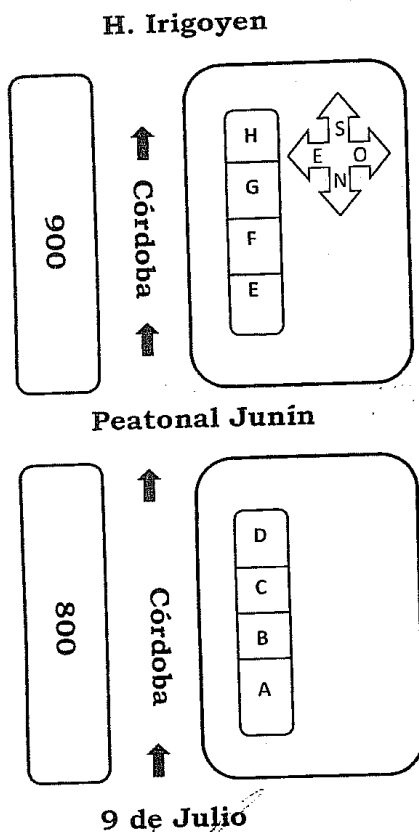 H. Irigoyen
900
Córdoba
H
G
F
E
S
E O
N
Peatonal Junín
800
Córdoba
D
C
B
A
9 de Julio